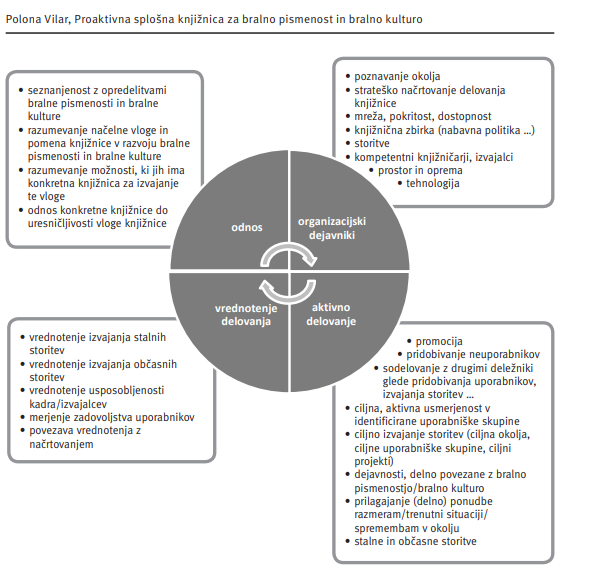 Polona Vilar, Proaktivna splošna knjižnica za bralno pismenost in bralno kulturo
• seznanjenost z opredelitvami
bralne pismenosti in bralne
kulture
• razumevanje načelne vloge in
pomena knjižnice v razvoju bralne
pismenosti in bralne kulture
• razumevanje možnosti, ki jih ima
konkretna knjižnica za izvajanje
te vloge
• odnos konkretne knjižnice do
uresničljivosti vloge knjižnice
• poznavanje okolja
• strateško načrtovanje delovanja
knjižnice
• mreža, pokritost, dostopnost
• knjižnična zbirka (nabavna politika ...)
• storitve
• kompetentni knjižničarji, izvajalci
• prostor in oprema
• tehnologija
odnos
organizacijski
dejavniki
vrednotenje
delovanja
aktivno
delovanje
• vrednotenje izvajanja stalnih
storitev
• vrednotenje izvajanja občasnih
storitev
• vrednotenje usposobljenosti
kadra/izvajalcev
• merjenje zadovoljstva uporabnikov
• povezava vrednotenja z
načrtovanjem
• promocija
• pridobivanje neuporabnikov
• sodelovanje z drugimi deležniki
glede pridobivanja uporabnikov,
izvajanja storitev ...
• ciljna, aktivna usmerjenost v
identificirane uporabniške skupine
• ciljno izvajanje storitev (ciljna okolja,
ciljne uporabniške skupine, ciljni
projekti)
• dejavnosti, delno povezane z bralno
pismenostjo/bralno kulturo
• prilagajanje (delno) ponudbe
razmeram/trenutni situaciji/
spremembam v okolju
• stalne in občasne storitve